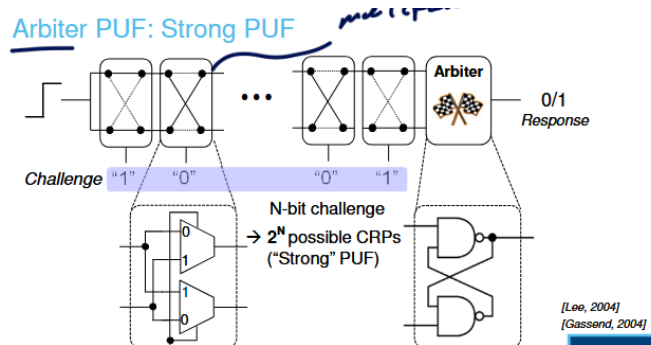 Arbiter PUF: Strong PUF
Arbiter
0/1
Response
Challenge "1" "0" "0" "1"
N-bit challenge
→ 2^N possible CRPs
("Strong" PUF)
0
1
1
0
[Lee, 2004]
[Gassend, 2004]